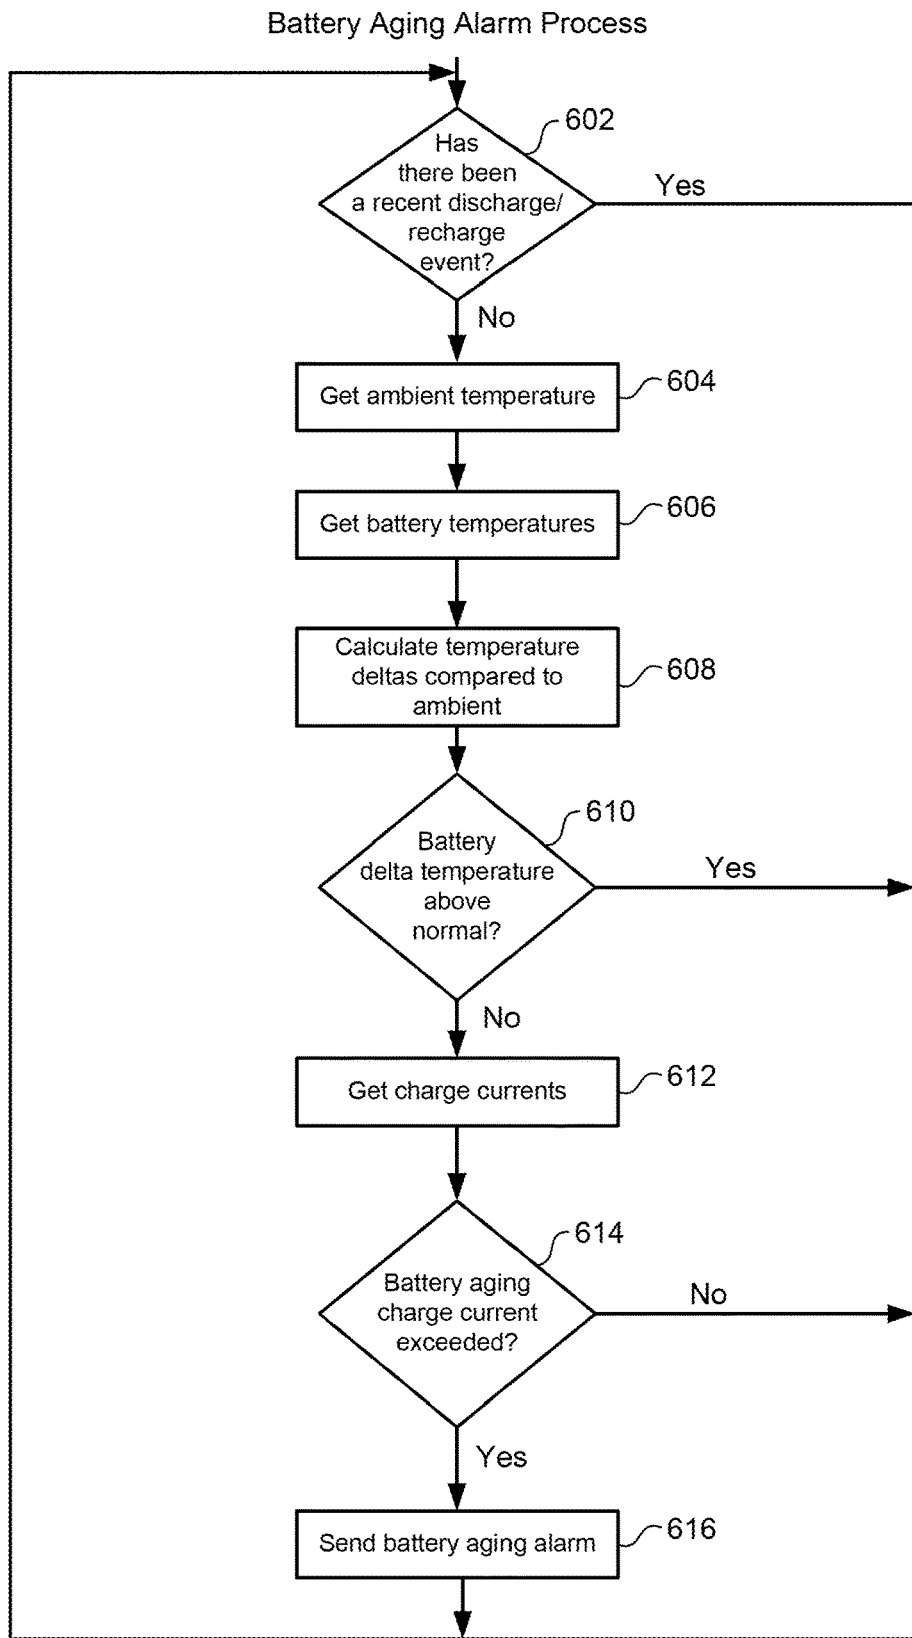 Battery Aging Alarm Process
602
Has
there been
a recent discharge/
recharge
event?
Yes
No
Get ambient temperature
604
Get battery temperatures
606
Calculate temperature
deltas compared to
ambient
608
610
Battery
delta temperature
above
normal?
Yes
No
Get charge currents
612
614
Battery aging
charge current
exceeded?
No
Yes
Send battery aging alarm
616